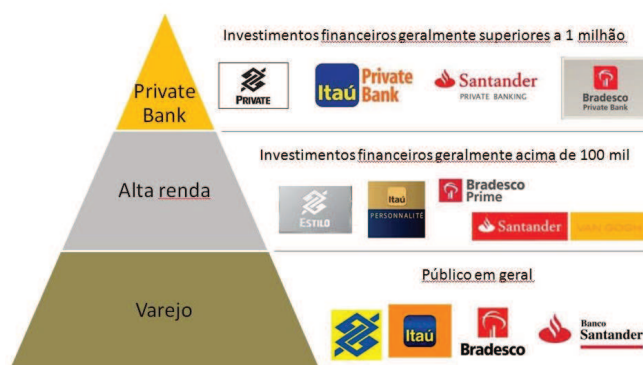 Investimentos financeiros geralmente superiores a 1 milhão
Private
Bank
PRIVATE
Itaú Private
Bank
Santander
PRIVATE BANKING
Bradesco
Private Bank
Investimentos financeiros geralmente acima de 100 mil
Alta renda
ESTILO
Itaú
PERSONNALITÉ
Bradesco
Prime
Santander
VAN GOGH
Público em geral
Varejo
Itaú
Bradesco
Banco
Santander